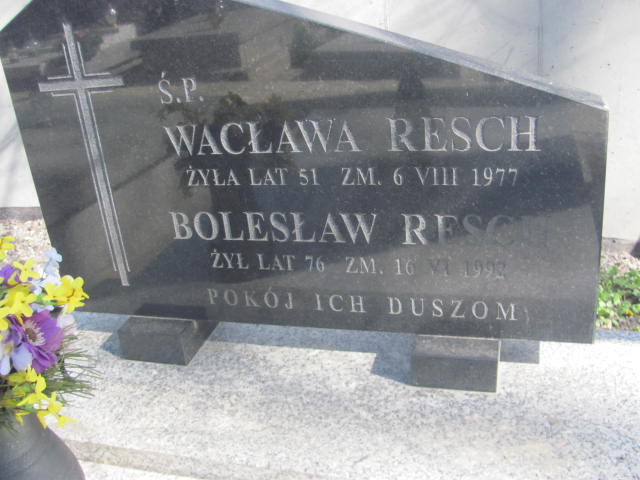 Ś.P.
WACŁAWA RESCH
ŻYŁA LAT 51 ZM. 6 VIII 1977
BOLESŁAW RESCH
ŻYŁ LAT 76 ZM. 16 VI 1992
POKÓJ ICH DUSZOM